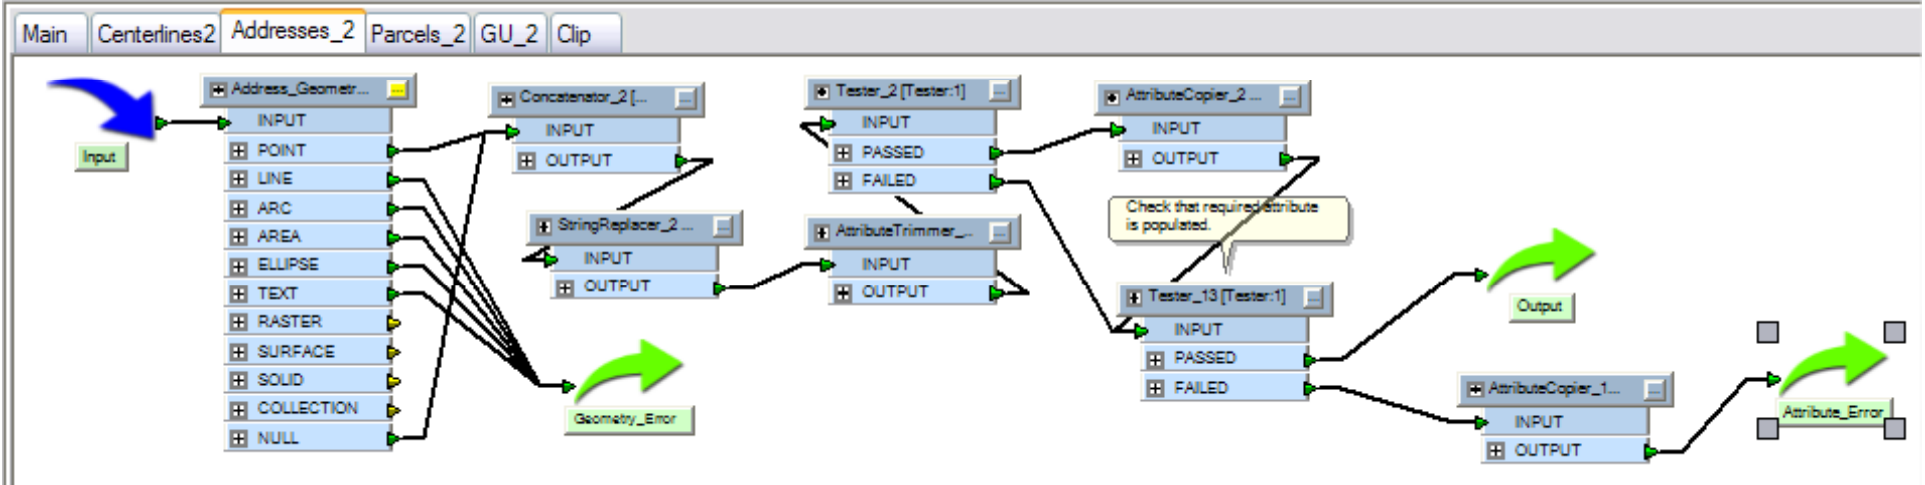 Main Centerlines2 Addresses_2 Parcels_2 GU_2 Clip
Input
Address_Geometr...
INPUT
POINT
LINE
ARC
AREA
ELLIPSE
TEXT
RASTER
SURFACE
SOLID
COLLECTION
NULL
Concatenator_2 [...
INPUT
OUTPUT
StringReplacer_2 ...
INPUT
OUTPUT
Geometry_Error
Tester_2 [Tester:1]
INPUT
PASSED
FAILED
AttributeTrimmer_...
INPUT
OUTPUT
AttributeCopier_2 ...
INPUT
OUTPUT
Check that required attribute
is populated.
Tester_13 [Tester:1]
INPUT
PASSED
FAILED
Output
AttributeCopier_1...
INPUT
OUTPUT
Attribute_Error